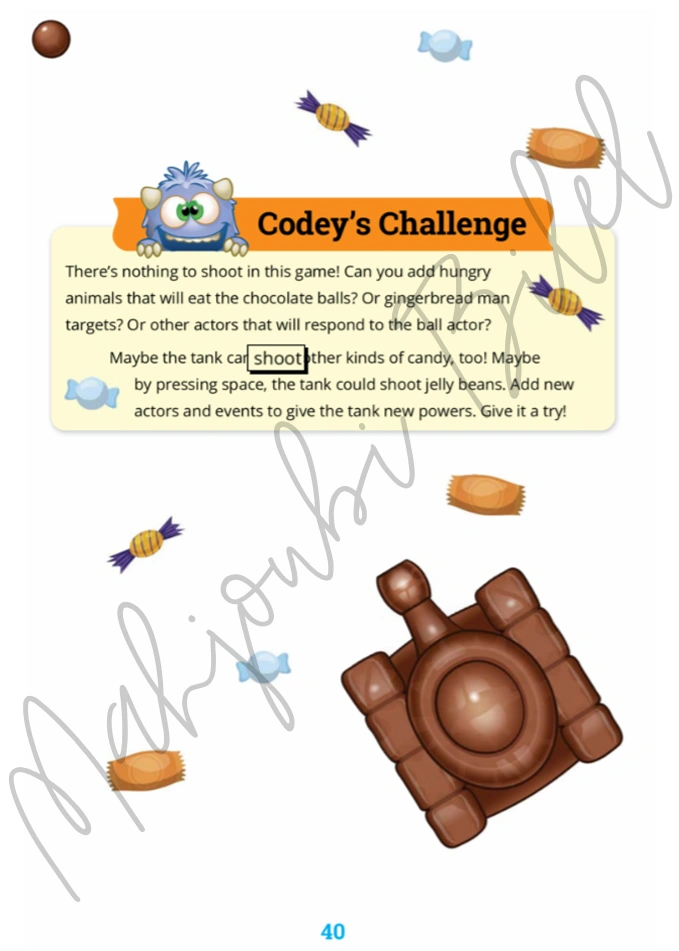 Codey's Challenge
There's nothing to shoot in this game! Can you add hungry
animals that will eat the chocolate balls? Or gingerbread man
targets? Or other actors that will respond to the ball actor?
Maybe the tank can shoot other kinds of candy, too! Maybe
by pressing space, the tank could shoot jelly beans. Add new
actors and events to give the tank new powers. Give it a try!
Mahjoubi Bilel
40